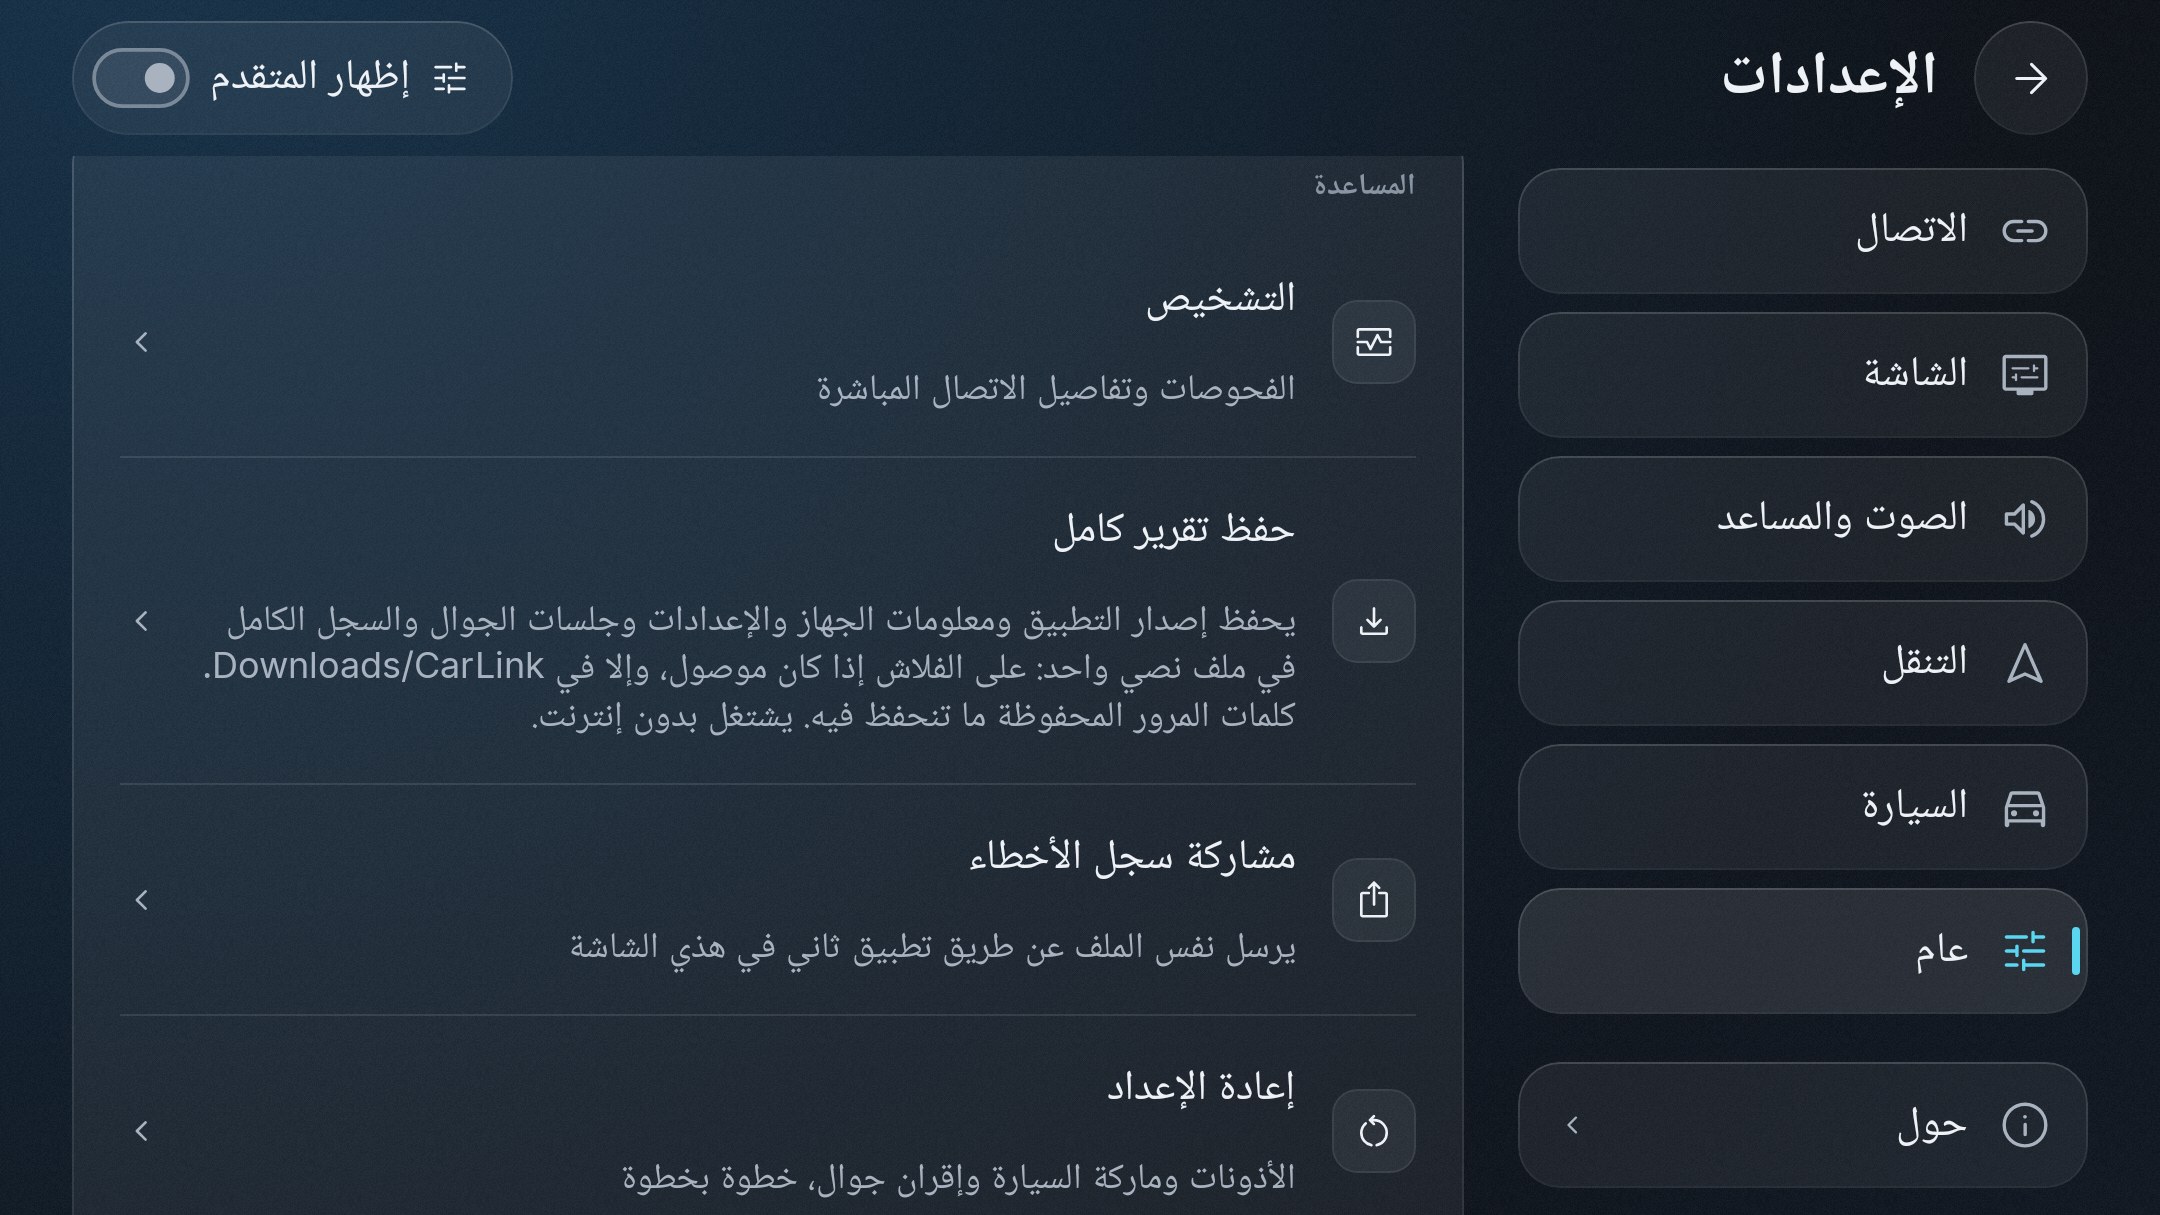 الإعدادات
إظهار المتقدم
الاتصال
الشاشة
الصوت والمساعد
التنقل
السيارة
عام
حول
المساعدة
التشخيص
الفحوصات وتفاصيل الاتصال المباشرة
حفظ تقرير كامل
يحفظ إصدار التطبيق ومعلومات الجهاز والإعدادات وجلسات الجوال والسجل الكامل
في ملف نصي واحد: على الفلاش إذا كان موصول، وإلا في Downloads/CarLink.
كلمات المرور المحفوظة ما تنحفظ فيه. يشتغل بدون إنترنت.
مشاركة سجل الأخطاء
يرسل نفس الملف عن طريق تطبيق ثاني في هذي الشاشة
إعادة الإعداد
الأذونات وماركة السيارة وإقران جوال، خطوة بخطوة